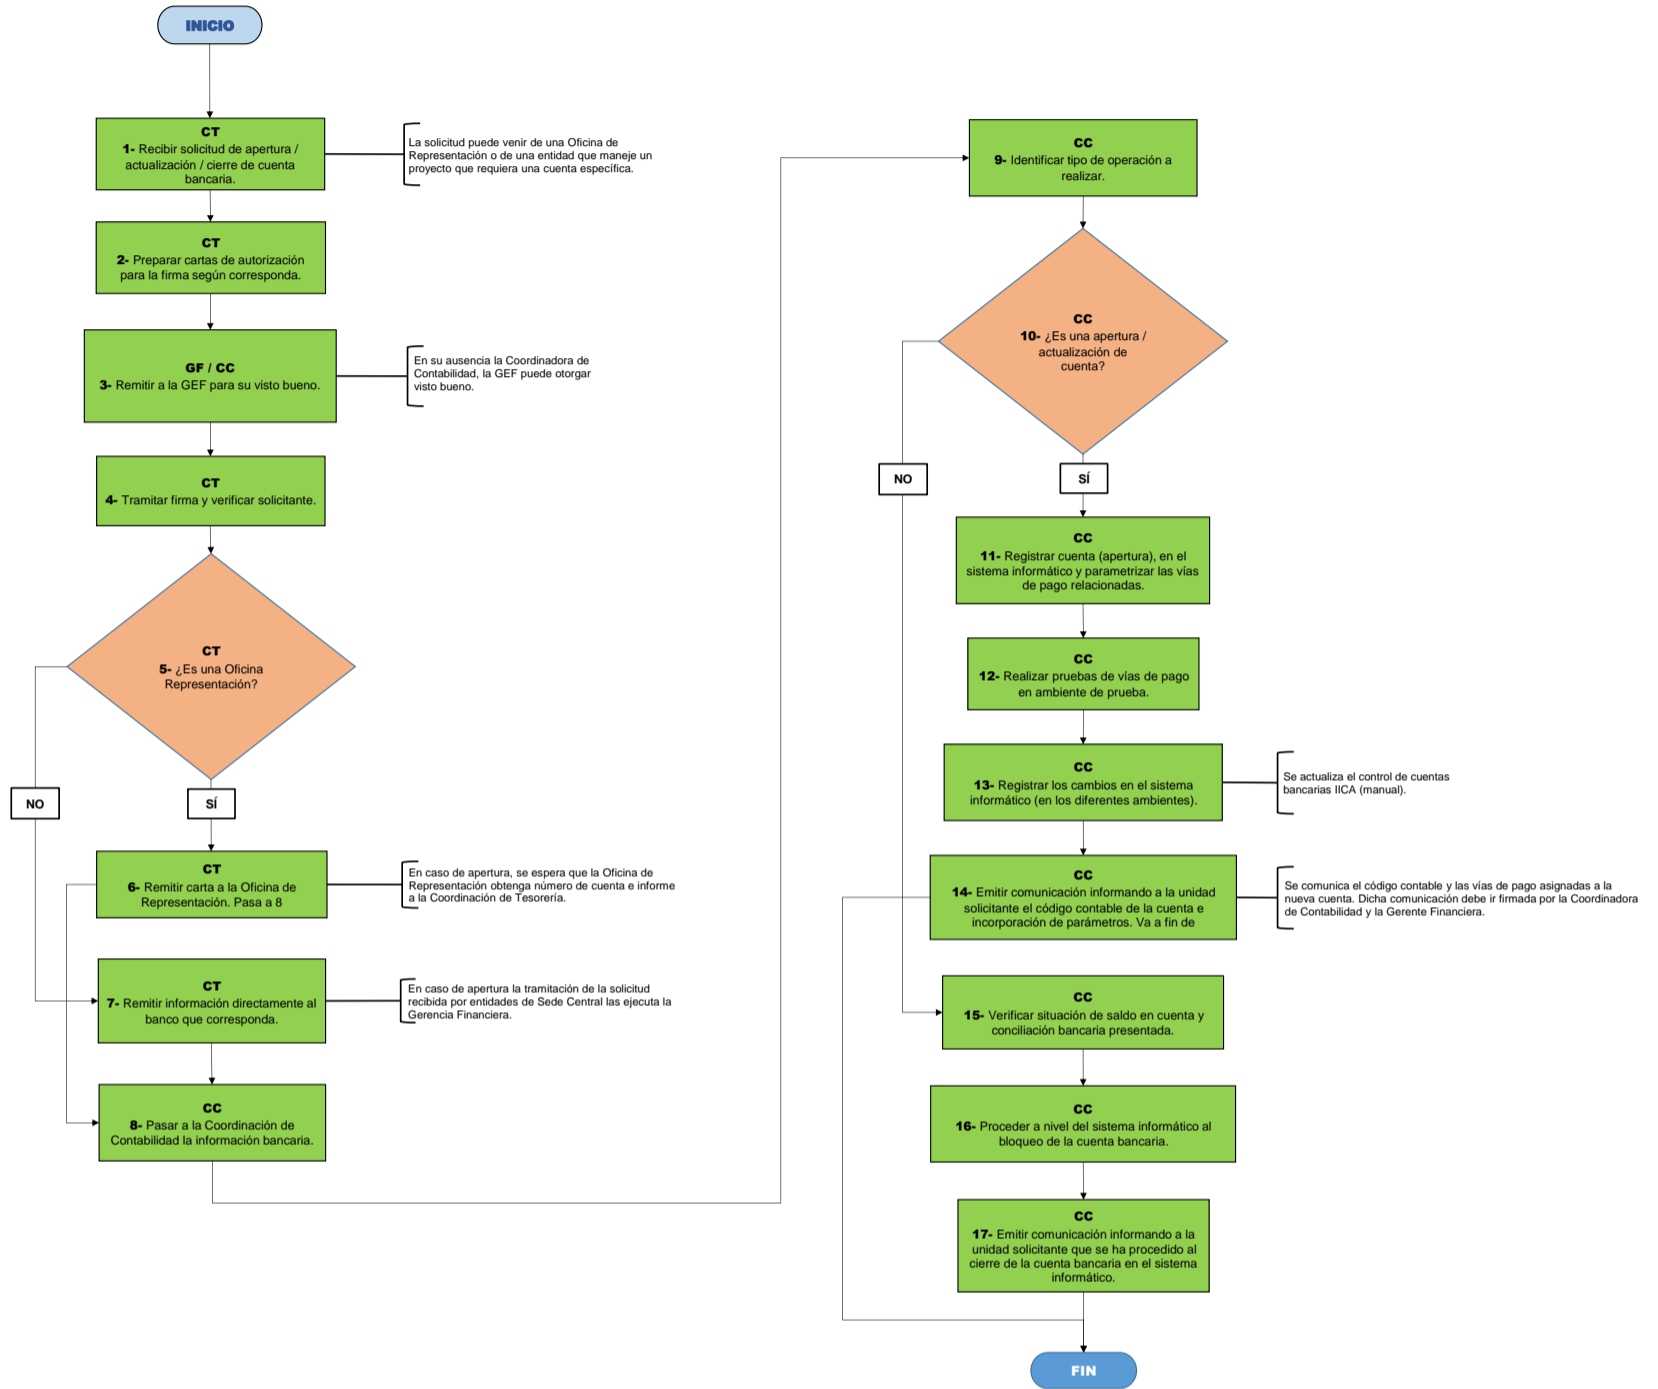 INICIO
CT
1- Recibir solicitud de apertura /
actualización / cierre de cuenta
bancaria.
La solicitud puede venir de una Oficina de
Representación o de una entidad que maneje un
proyecto que requiera una cuenta específica.
CT
2- Preparar cartas de autorización
para la firma según corresponda.
GF / CC
3- Remitir a la GEF para su visto bueno.
En su ausencia la Coordinadora de
Contabilidad, la GEF puede otorgar
visto bueno.
CT
4- Tramitar firma y verificar solicitante.
CT
5- ¿Es una Oficina
Representación?
NO
SÍ
CT
6- Remitir carta a la Oficina de
Representación. Pasa a 8
En caso de apertura, se espera que la Oficina de
Representación obtenga número de cuenta e informe
a la Coordinación de Tesorería.
CT
7- Remitir información directamente al
banco que corresponda.
En caso de apertura la tramitación de la solicitud
recibida por entidades de Sede Central las ejecuta la
Gerencia Financiera.
CC
8- Pasar a la Coordinación de
Contabilidad la información bancaria.
CC
9- Identificar tipo de operación a
realizar.
CC
10- ¿Es una apertura /
actualización de
cuenta?
NO
SÍ
CC
11- Registrar cuenta (apertura), en el
sistema informático y parametrizar las vías
de pago relacionadas.
CC
12- Realizar pruebas de vías de pago
en ambiente de prueba.
CC
13- Registrar los cambios en el sistema
informático (en los diferentes ambientes).
Se actualiza el control de cuentas
bancarias IICA (manual).
CC
14- Emitir comunicación informando a la unidad
solicitante el código contable de la cuenta e
incorporación de parámetros. Va a fin de
Se comunica el código contable y las vías de pago asignadas a la
nueva cuenta. Dicha comunicación debe ir firmada por la Coordinadora
de Contabilidad y la Gerente Financiera.
CC
15- Verificar situación de saldo en cuenta y
conciliación bancaria presentada.
CC
16- Proceder a nivel del sistema informático al
bloqueo de la cuenta bancaria.
CC
17- Emitir comunicación informando a la
unidad solicitante que se ha procedido al
cierre de la cuenta bancaria en el sistema
informático.
FIN